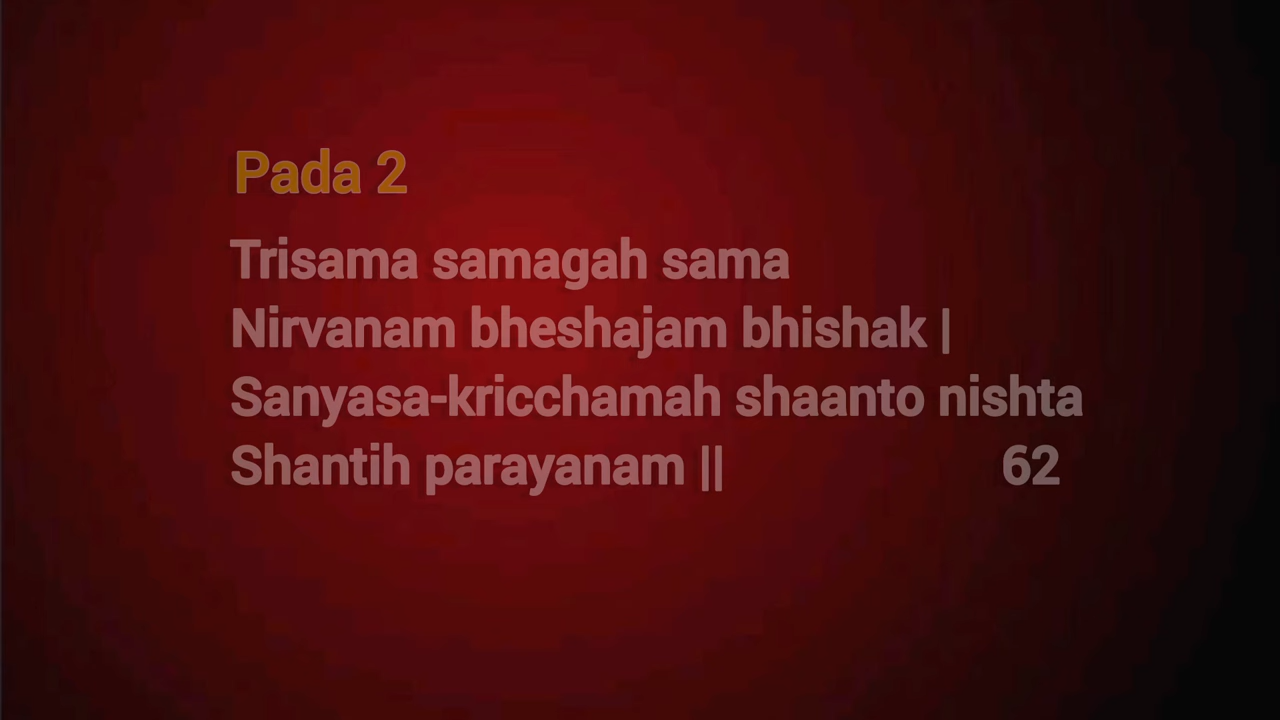 Pada 2
Trisama samagah sama
Nirvanam bheshajam bhishak |
Sanyasa-kricchamah shaanto nishta
Shantih parayanam || 62